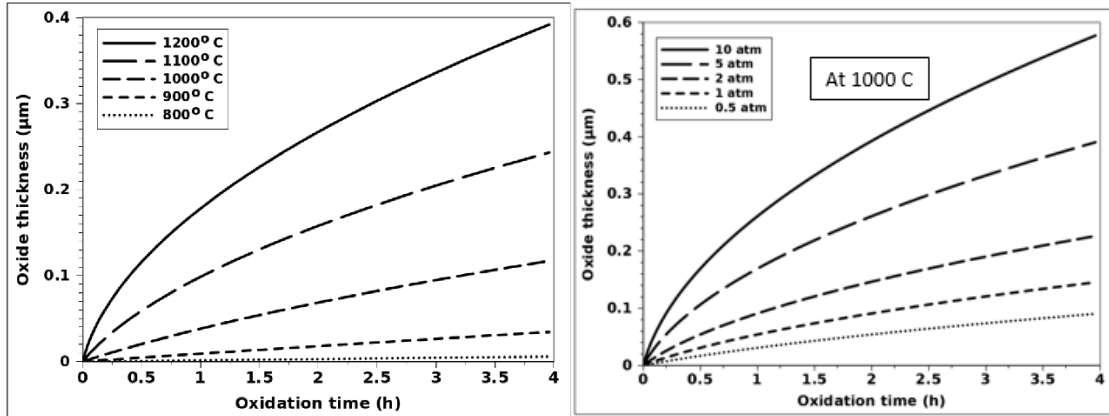 0.4
0.3
0.2
0.1
0
Oxide thickness (μm)
1200° C
1100° C
1000° C
900° C
800° C
0 0.5 1 1.5 2 2.5 3 3.5 4
Oxidation time (h)
0.6
0.5
0.4
0.3
0.2
0.1
0
Oxide thickness (μm)
10 atm
5 atm
2 atm
1 atm
0.5 atm
At 1000 C
0 0.5 1 1.5 2 2.5 3 3.5 4
Oxidation time (h)